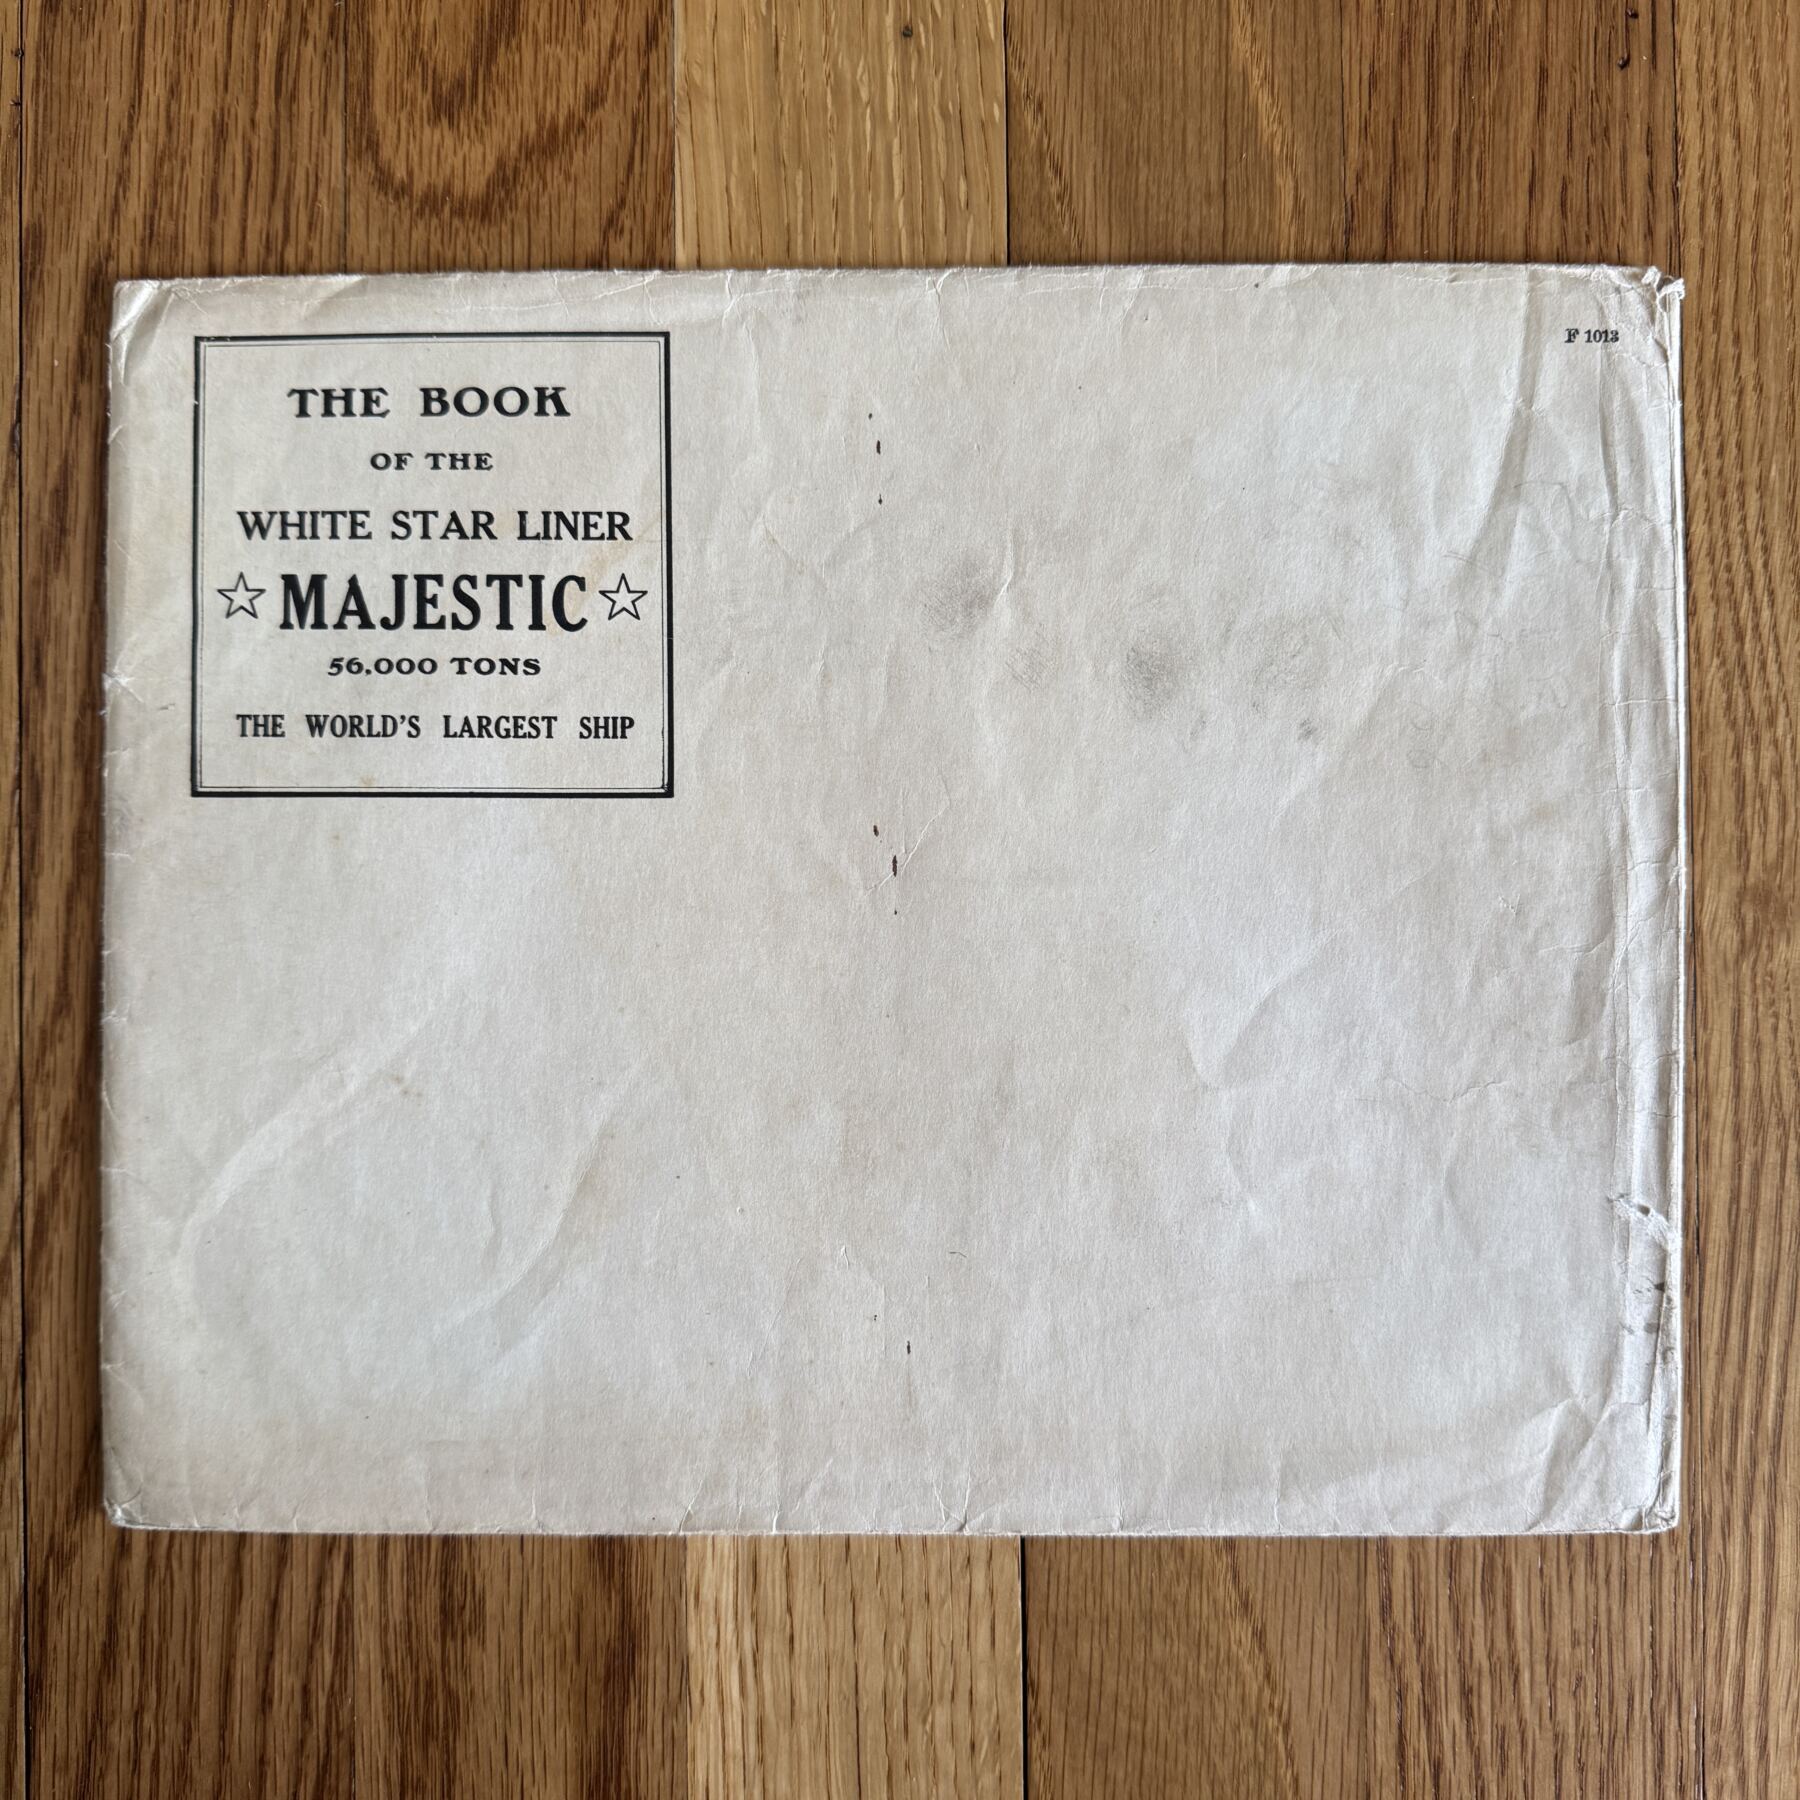 THE BOOK
OF THE
WHITE STAR LINER
☆ MAJESTIC ☆
56,000 TONS
THE WORLD'S LARGEST SHIP
F 1013